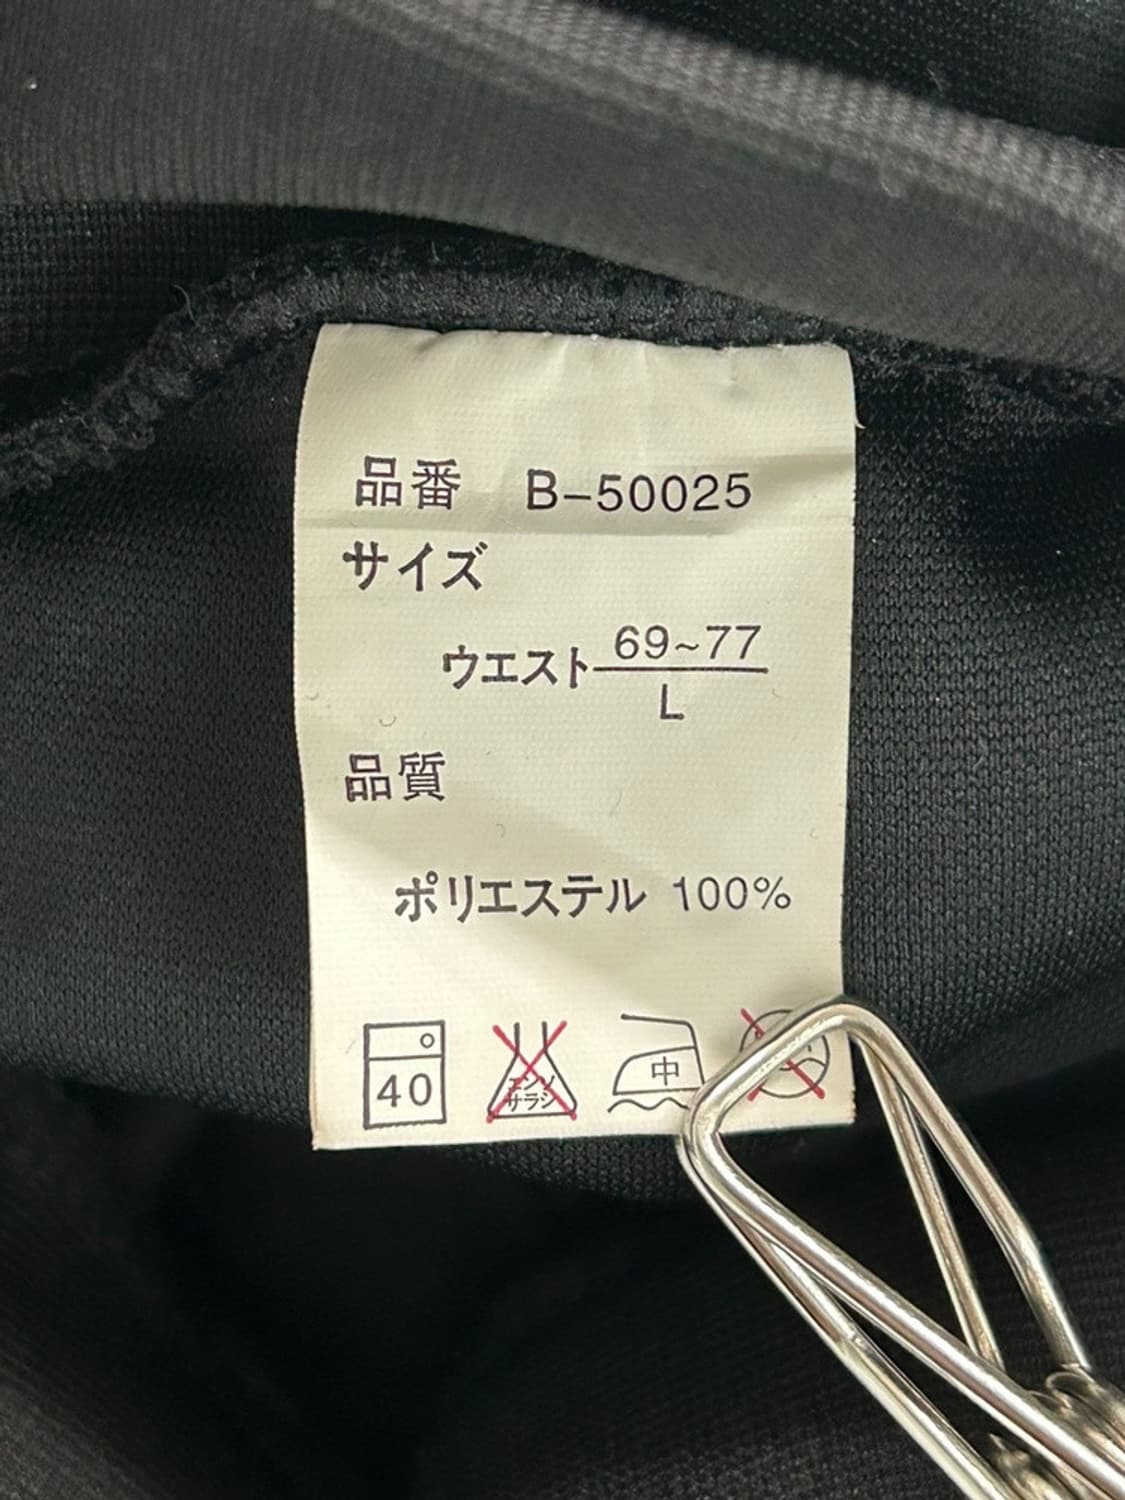 品番 B-50025
サイズ
ウエスト 69~77
L
品質
ポリエステル 100%
40 エンソ 中
サラシ